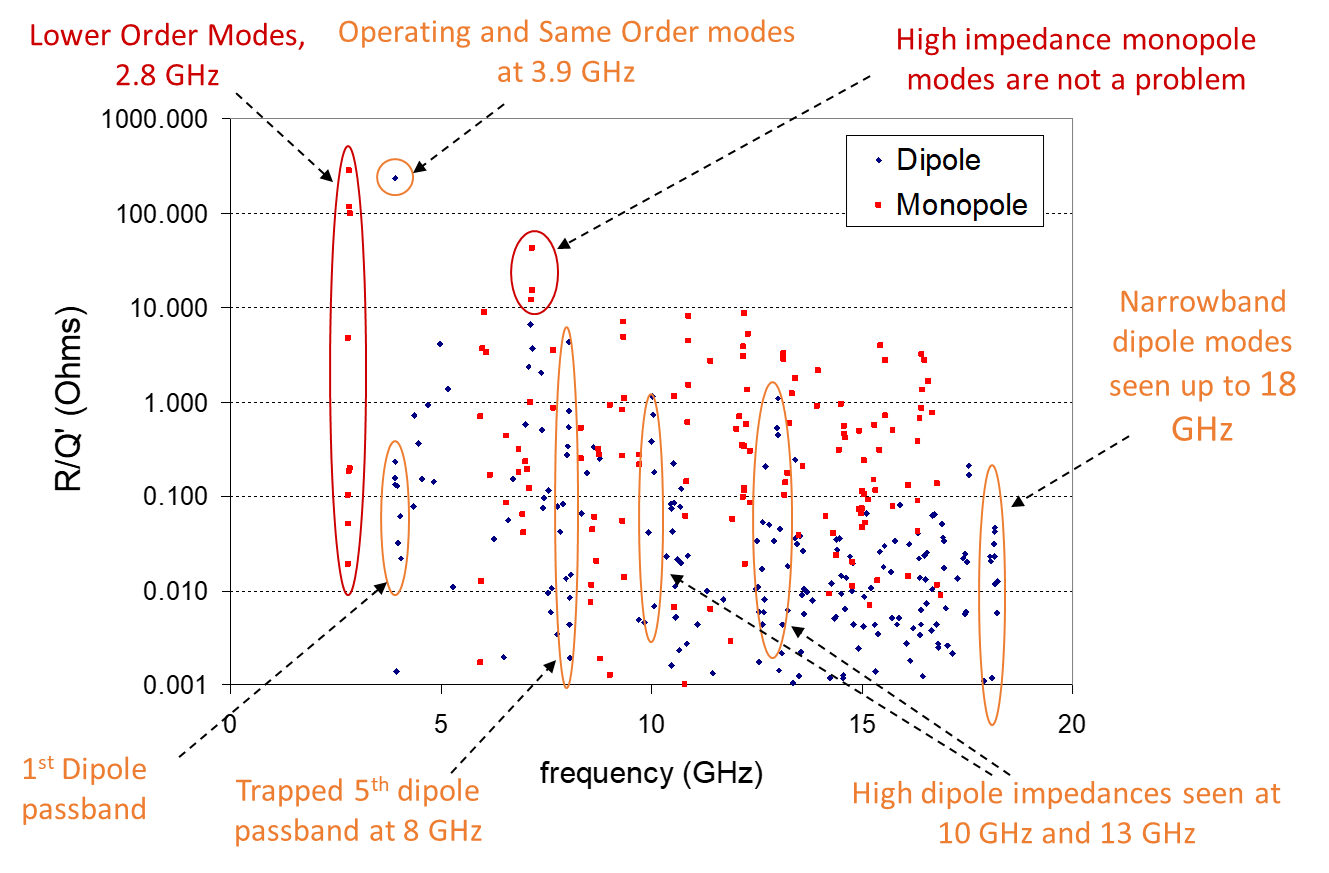 Lower Order Modes,
2.8 GHz
Operating and Same Order modes
at 3.9 GHz
High impedance monopole
modes are not a problem
1000.000
100.000
10.000
1.000
0.100
0.010
0.001
R/Q' (Ohms)
Dipole
Monopole
Narrowband
dipole modes
seen up to 18
GHz
0
5
10
15
20
frequency (GHz)
1st Dipole
passband
Trapped 5th dipole
passband at 8 GHz
High dipole impedances seen at
10 GHz and 13 GHz